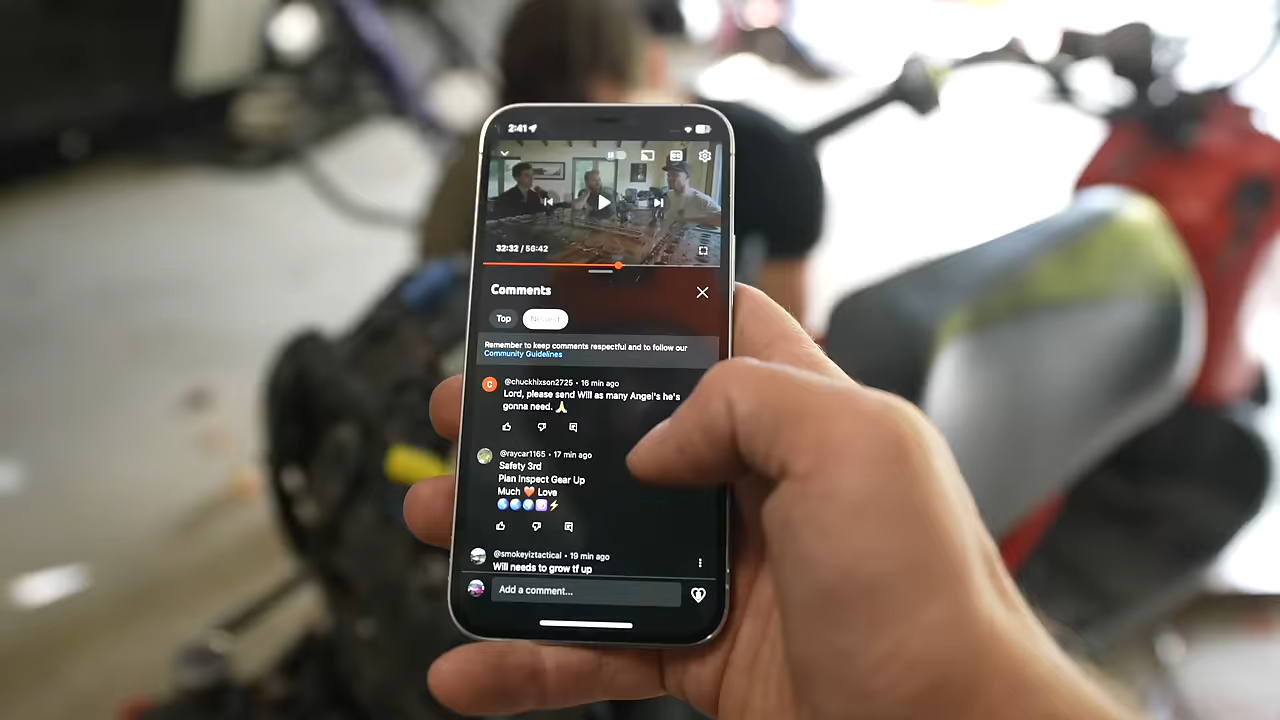 2:41
CC
32:32 / 56:42
Comments
Top
Newest
Remember to keep comments respectful and to follow our
Community Guidelines
C
@chuckhixson2725 • 16 min ago
Lord, please send Will as many Angel's he's
gonna need. 🙏
@raycar1165 • 17 min ago
Safety 3rd
Plan Inspect Gear Up
Much ❤️ Love
@smokeyiztactical • 19 min ago
Will needs to grow tf up
Add a comment...